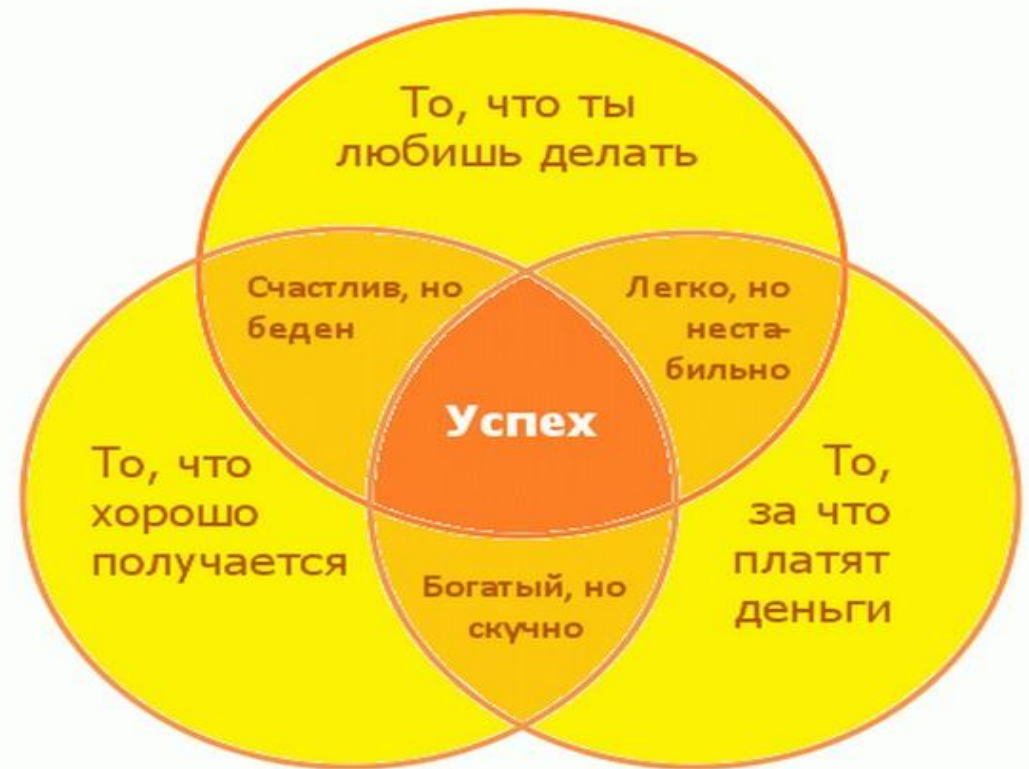 То, что ты
любишь делать
Счастлив, но
беден
Легко, но
неста-
бильно
Успех
То, что
хорошо
получается
То,
за что
платят
деньги
Богатый, но
скучно